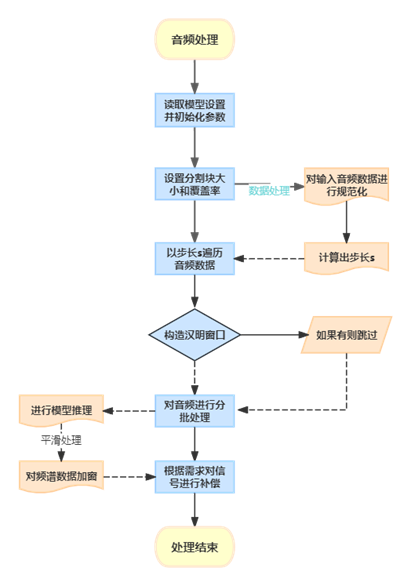 音频处理
读取模型设置
并初始化参数
设置分割块大
小和覆盖率
数据处理
对输入音频数据进
行规范化
以步长s遍历
音频数据
计算出步长s
构造汉明窗口
如果有则跳过
进行模型推理
对音频进行分
批处理
平滑处理
对频谱数据加窗
根据需求对信
号进行补偿
处理结束